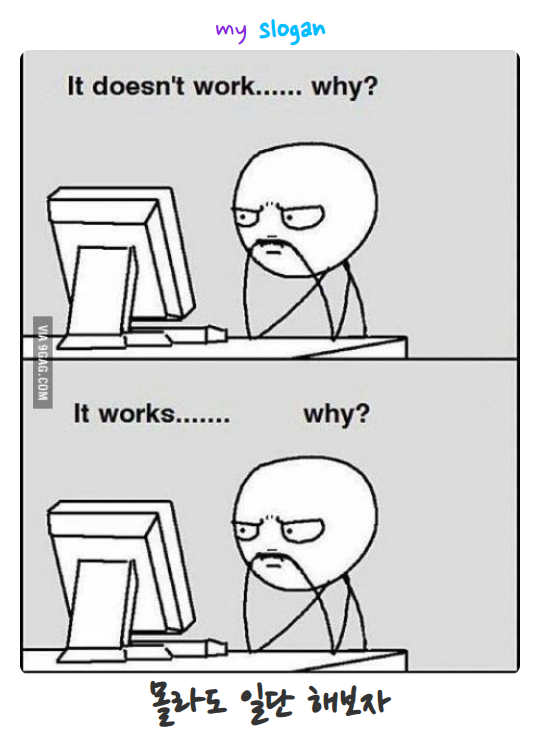 my slogan
It doesn't work...... why?
VIA 9GAG.COM
It works....... why?
몰라도 일단 해보자